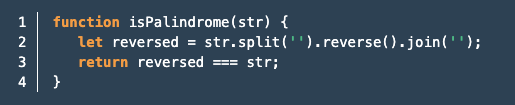 1 function isPalindrome(str) {
2 let reversed = str.split('').reverse().join('');
3 return reversed === str;
4 }